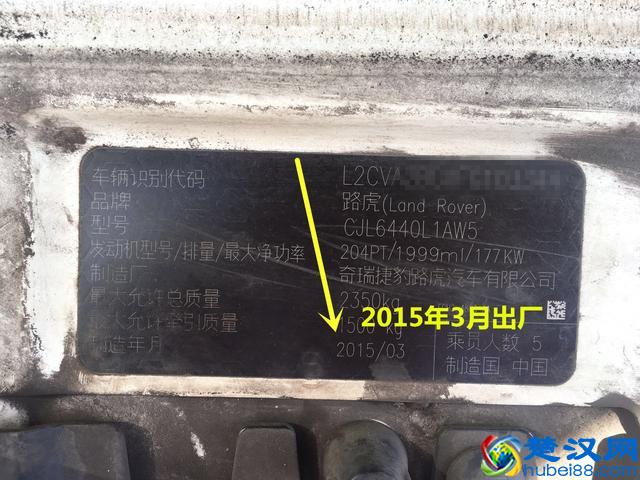 车辆识别代码 L2CVA
品牌 路虎(Land Rover)
型号 CJL6440L1AW5
发动机型号/排量/最大净功率 204PT/1999ml/177KW
制造厂 奇瑞捷豹路虎汽车有限公司
最大允许总质量 2350kg
最大允许牵引质量 1500 kg
乘员人数 5
制造年月 2015/03
制造国 中国
2015年3月出厂
楚汉网
hubei88.com